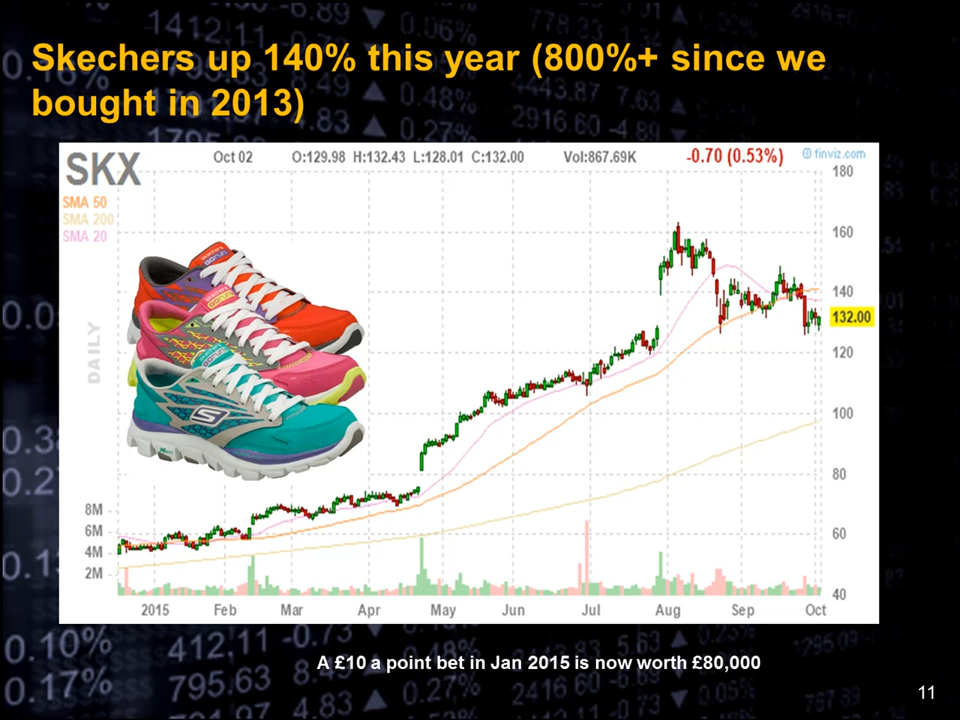 Skechers up 140% this year (800%+ since we
bought in 2013)
SKX
Oct 02 O:129.98 H:132.43 L:128.01 C:132.00 Vol:867.69K -0.70 (0.53%) © finviz.com
SMA 50
SMA 200
SMA 20
DAILY
180
160
140
132.00
120
100
80
60
40
8M
6M
4M
2M
2015 Feb Mar Apr May Jun Jul Aug Sep Oct
A £10 a point bet in Jan 2015 is now worth £80,000
11